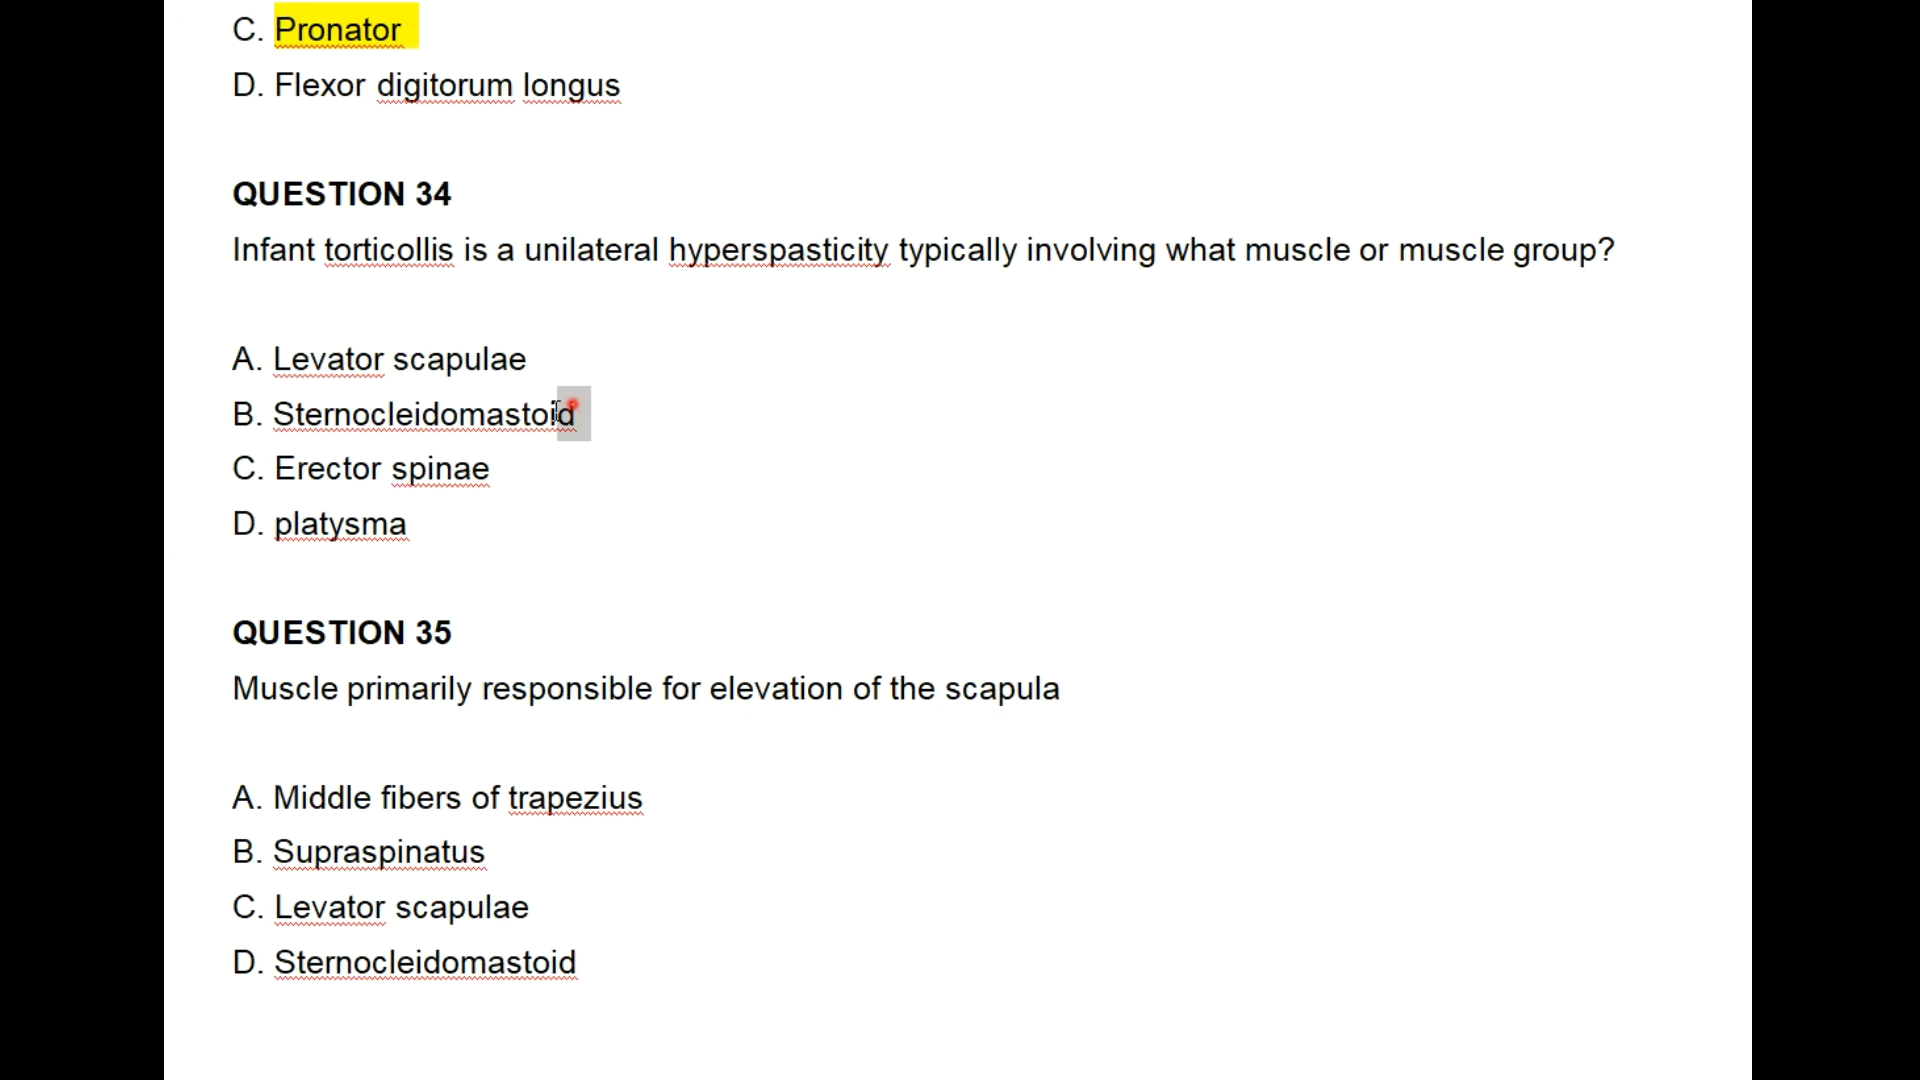 C. Pronator
D. Flexor digitorum longus
QUESTION 34
Infant torticollis is a unilateral hyperspasticity typically involving what muscle or muscle group?
A. Levator scapulae
B. Sternocleidomastoid
C. Erector spinae
D. platysma
QUESTION 35
Muscle primarily responsible for elevation of the scapula
A. Middle fibers of trapezius
B. Supraspinatus
C. Levator scapulae
D. Sternocleidomastoid